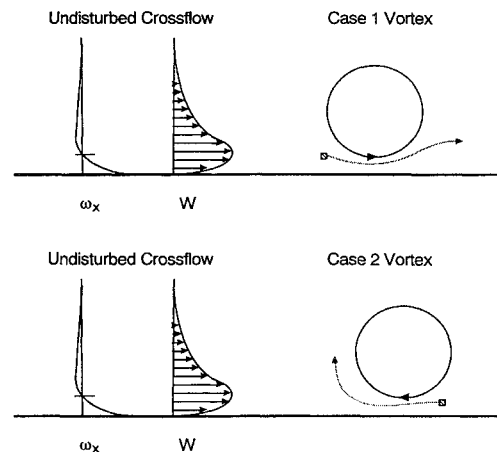 Undisturbed Crossflow
Case 1 Vortex
ωx
W
Undisturbed Crossflow
Case 2 Vortex
ωx
W